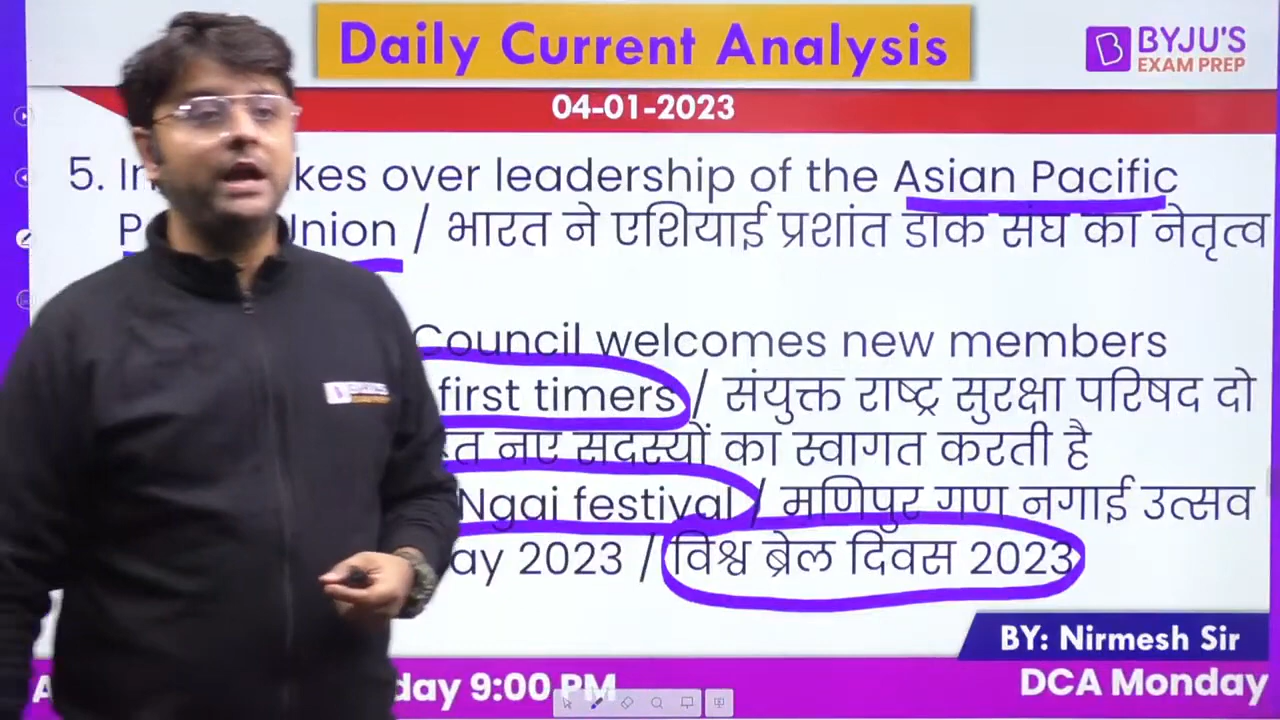 Daily Current Analysis
BYJU'S
EXAM PREP
04-01-2023
5. In kes over leadership of the Asian Pacific
P Union / भारत ने एशियाई प्रशांत डाक संघ का नेतृत्व
Council welcomes new members
first timers / संयुक्त राष्ट्र सुरक्षा परिषद दो
नए सदस्यों का स्वागत करती है
Ngai festival / मणिपुर गण नगाई उत्सव
ay 2023 / विश्व ब्रेल दिवस 2023
BYJU'S
BY: Nirmesh Sir
day 9:00 PM
DCA Monday